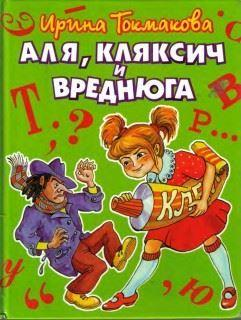 Ирина Токмакова
АЛЯ, КЛЯКСИЧ
И
ВРЕДНЮГА
Т ; ? В
Р...
КЛЕ
У “ , Ю